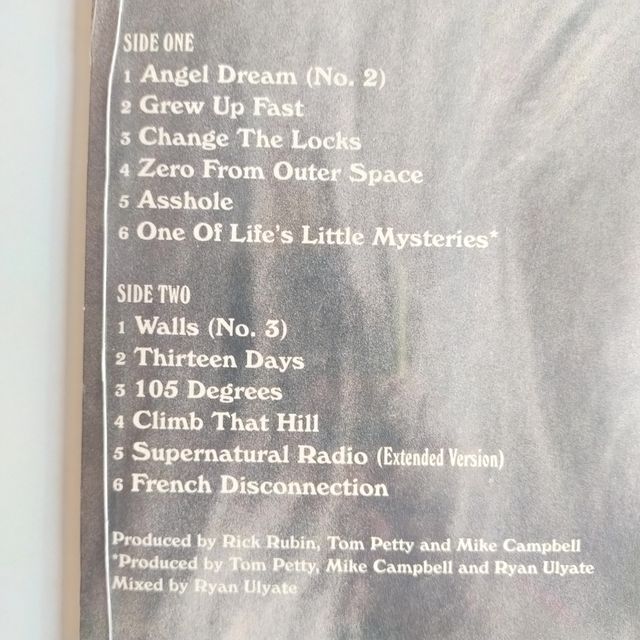 SIDE ONE
1 Angel Dream (No. 2)
2 Grew Up Fast
3 Change The Locks
4 Zero From Outer Space
5 Asshole
6 One Of Life's Little Mysteries*
SIDE TWO
1 Walls (No. 3)
2 Thirteen Days
3 105 Degrees
4 Climb That Hill
5 Supernatural Radio (Extended Version)
6 French Disconnection
Produced by Rick Rubin, Tom Petty and Mike Campbell
*Produced by Tom Petty, Mike Campbell and Ryan Ulyate
Mixed by Ryan Ulyate